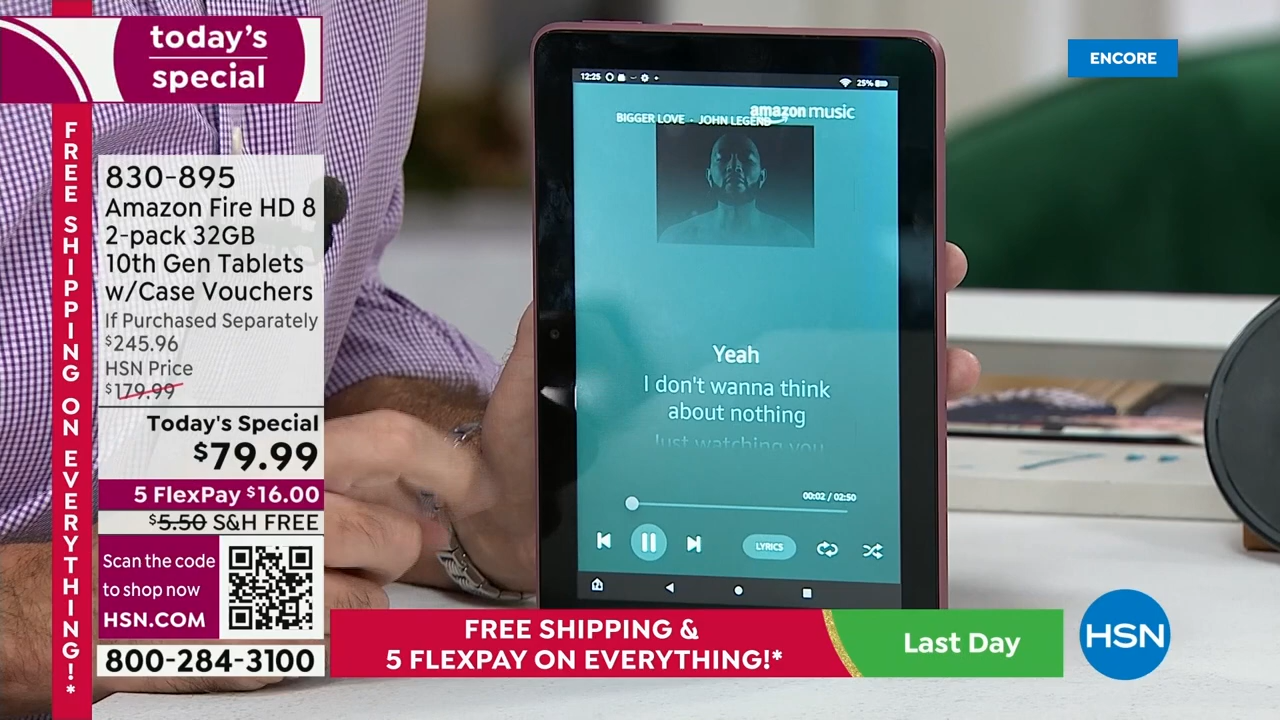 today's
special
FREE SHIPPING ON EVERYTHING!*
830-895
Amazon Fire HD 8
2-pack 32GB
10th Gen Tablets
w/Case Vouchers
If Purchased Separately
$245.96
HSN Price
$179.99
Today's Special
$79.99
5 FlexPay $16.00
$5.50 S&H FREE
Scan the code
to shop now
HSN.COM
800-284-3100
ENCORE
12:25
25%
amazon music
BIGGER LOVE · JOHN LEGEND
Yeah
I don't wanna think
about nothing
Just watching you
00:02 / 02:50
LYRICS
FREE SHIPPING &
5 FLEXPAY ON EVERYTHING!*
Last Day
HSN